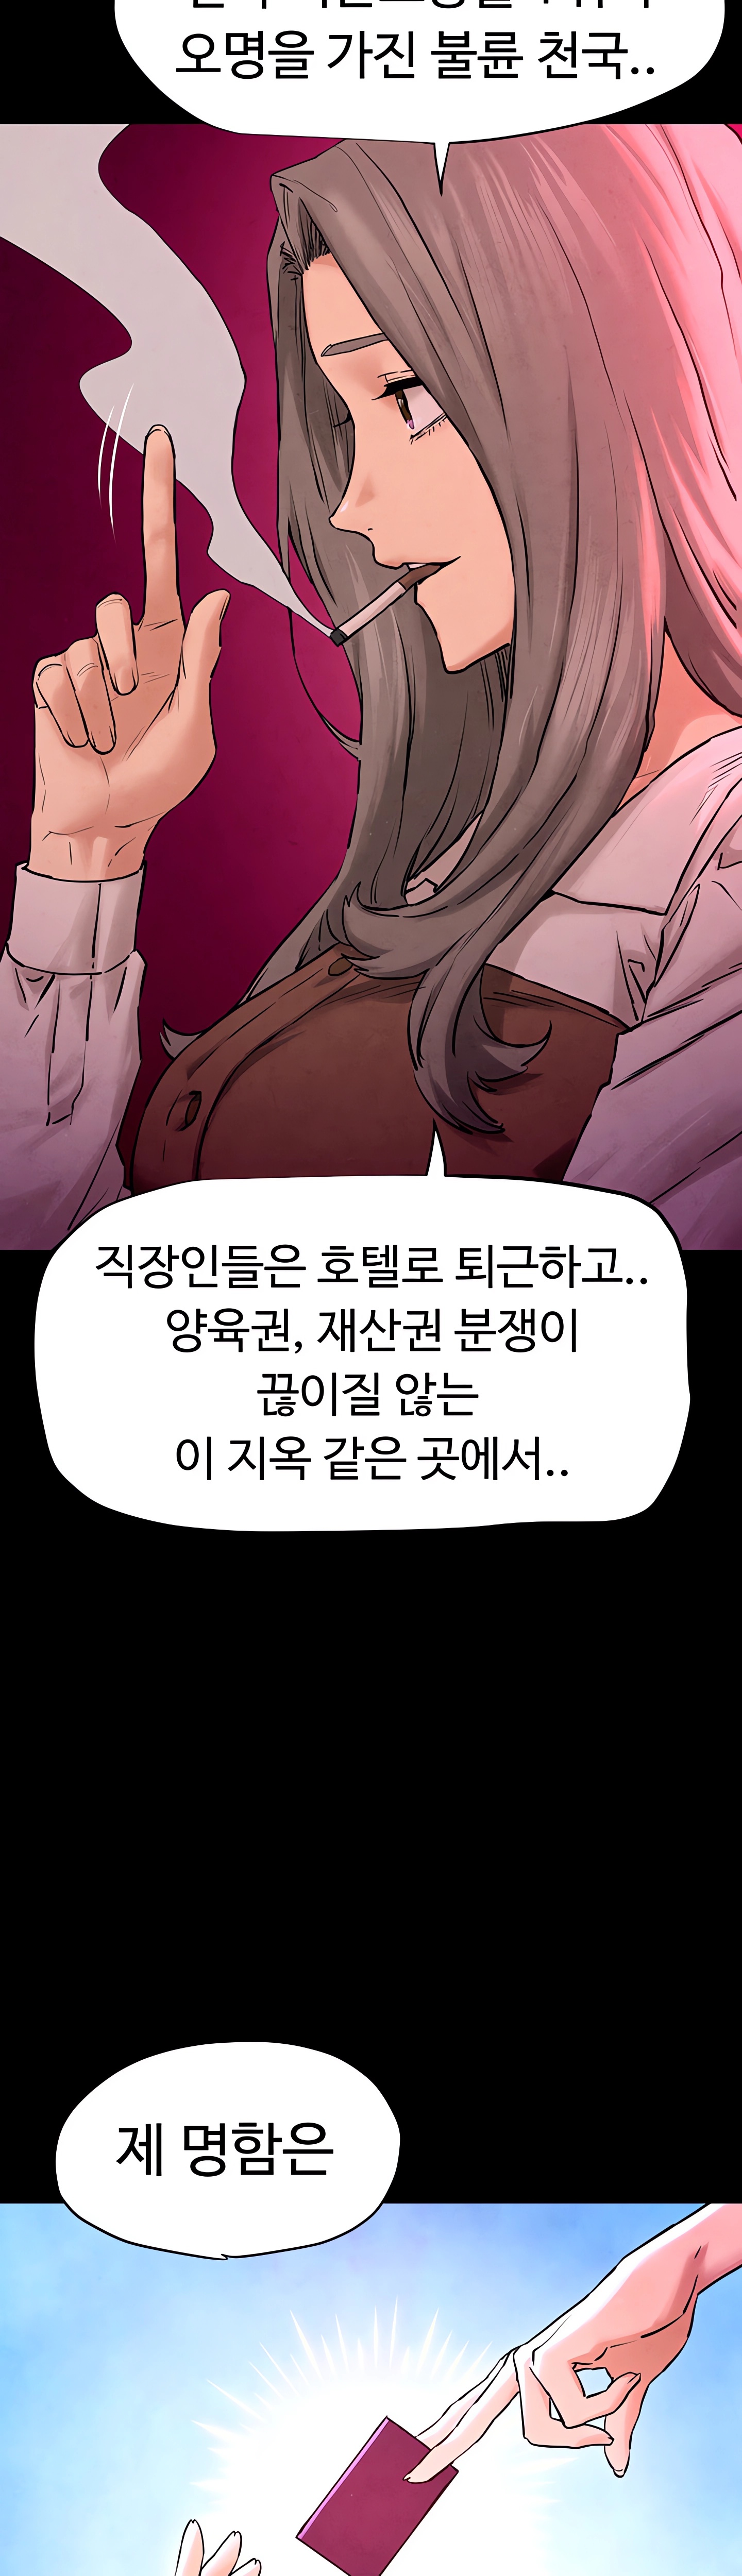 오명을 가진 불륜 천국..
직장인들은 호텔로 퇴근하고..
양육권, 재산권 분쟁이
끊이질 않는
이 지옥 같은 곳에서..
제 명함은